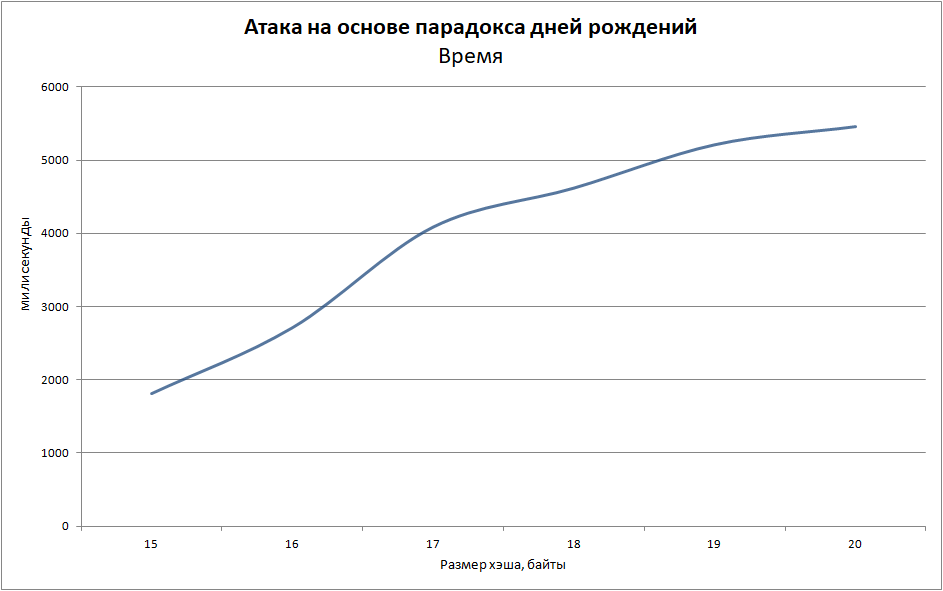 Атака на основе парадокса дней рождений
Время
6000
5000
4000
3000
2000
1000
0
милисекунды
15 16 17 18 19 20
Размер хэша, байты